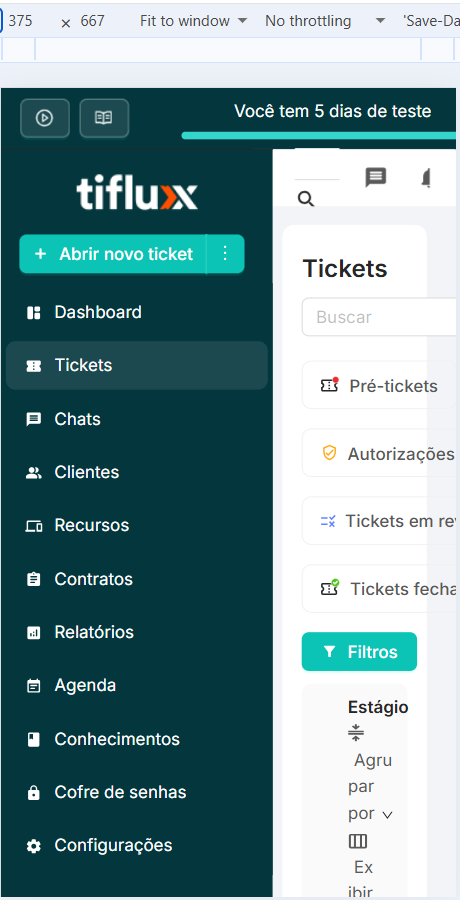 375
×
667
Fit to window
No throttling
'Save-Da
Você tem 5 dias de teste
tiflux
+ Abrir novo ticket
Dashboard
Tickets
Chats
Clientes
Recursos
Contratos
Relatórios
Agenda
Conhecimentos
Cofre de senhas
Configurações
Tickets
Buscar
Pré-tickets
Autorizações
Tickets em rev
Tickets fecha
Filtros
Estágio
Agru
par
por
Ex
ibir